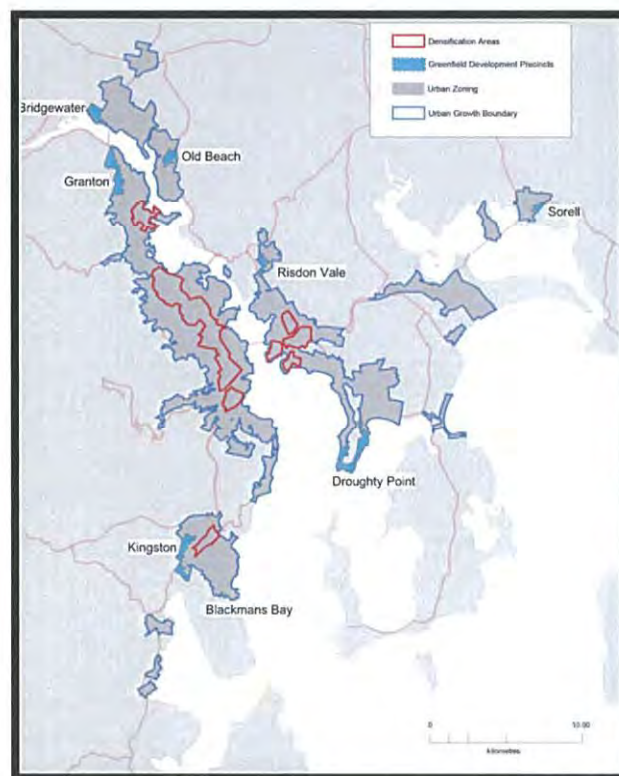 Densification Areas
Greenfield Development Precincts
Urban Zoning
Urban Growth Boundary
Bridgewater
Old Beach
Granton
Sorell
Risdon Vale
Droughty Point
Kingston
Blackmans Bay
0 10.00
kilometres